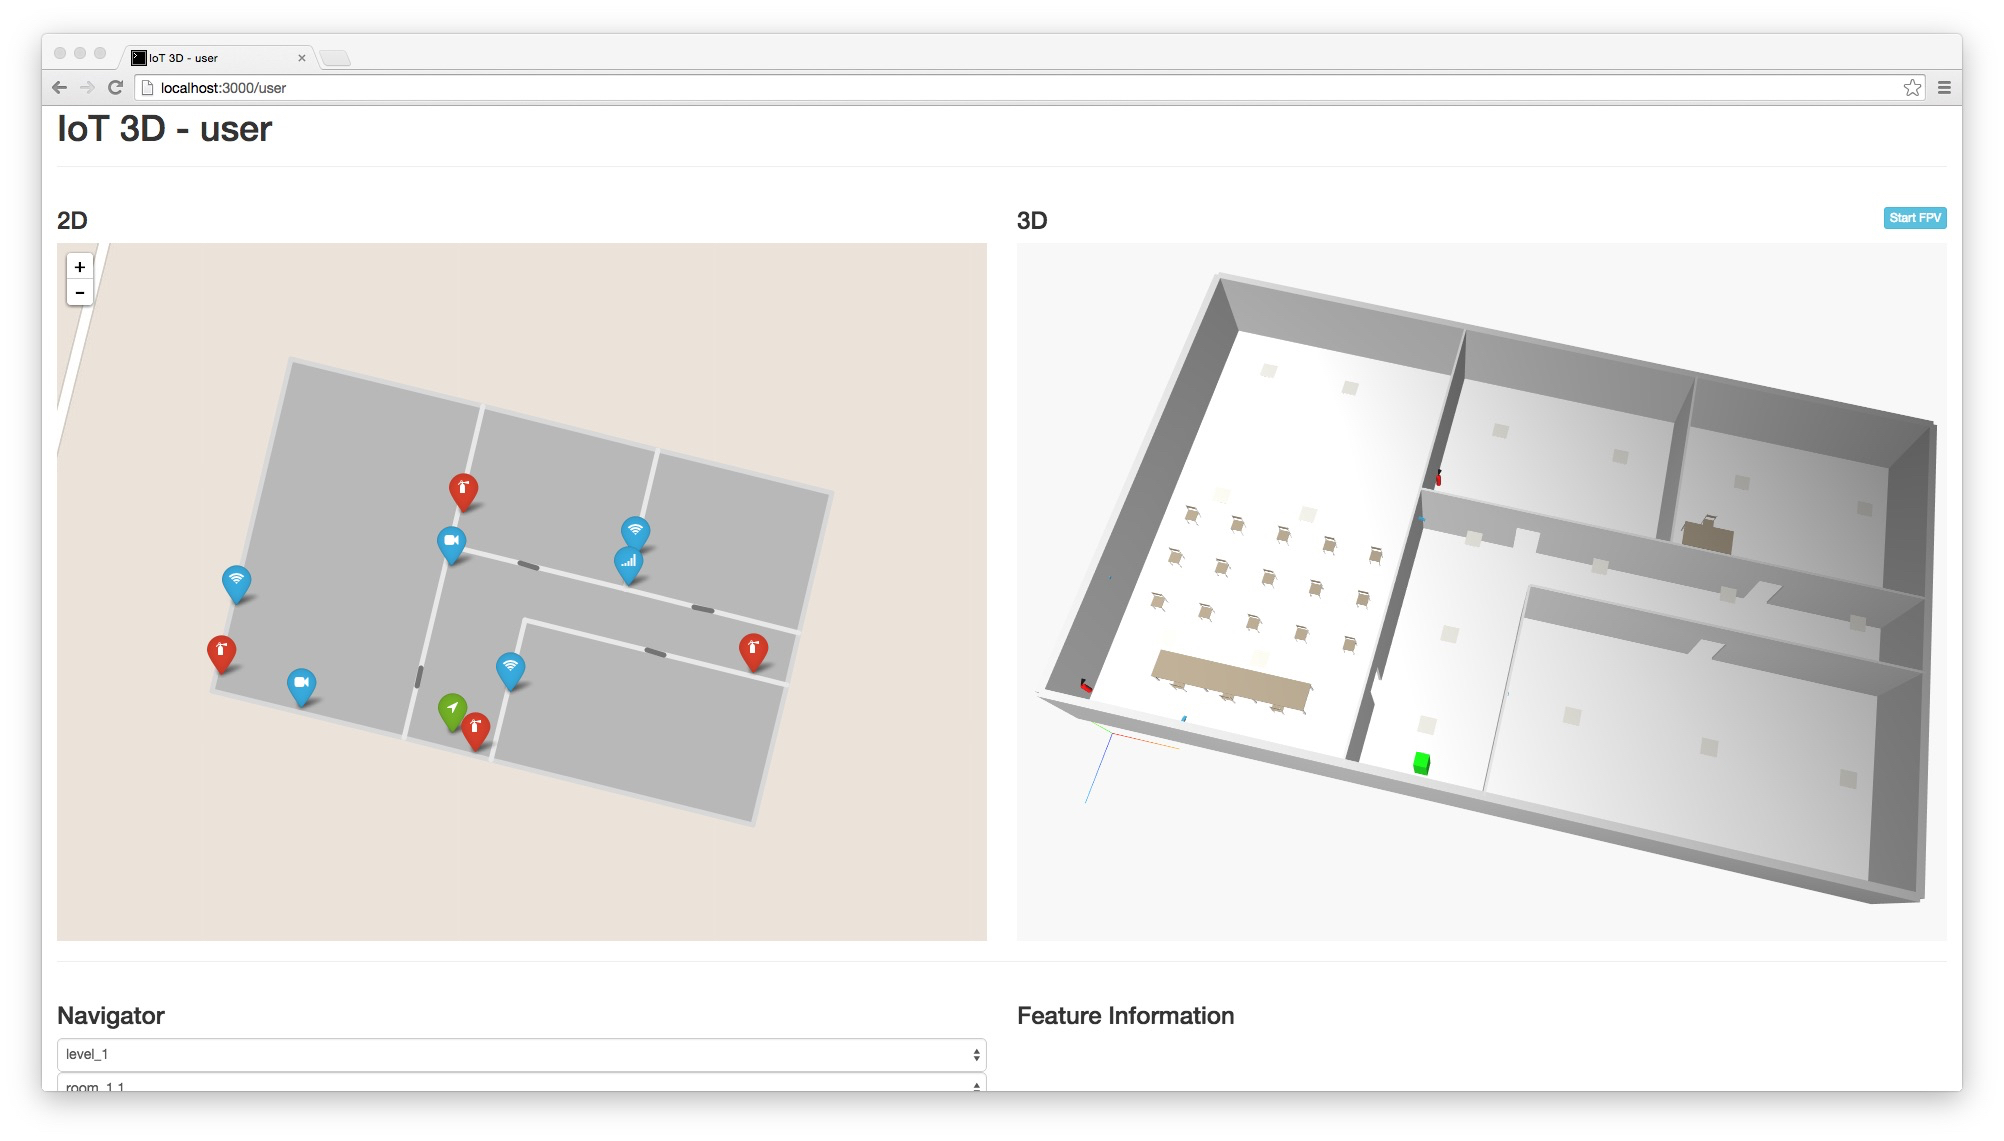 IoT 3D - user
localhost:3000/user
IoT 3D - user
2D
+
-
3D
Start FPV
Navigator
level_1
room_1.1
Feature Information